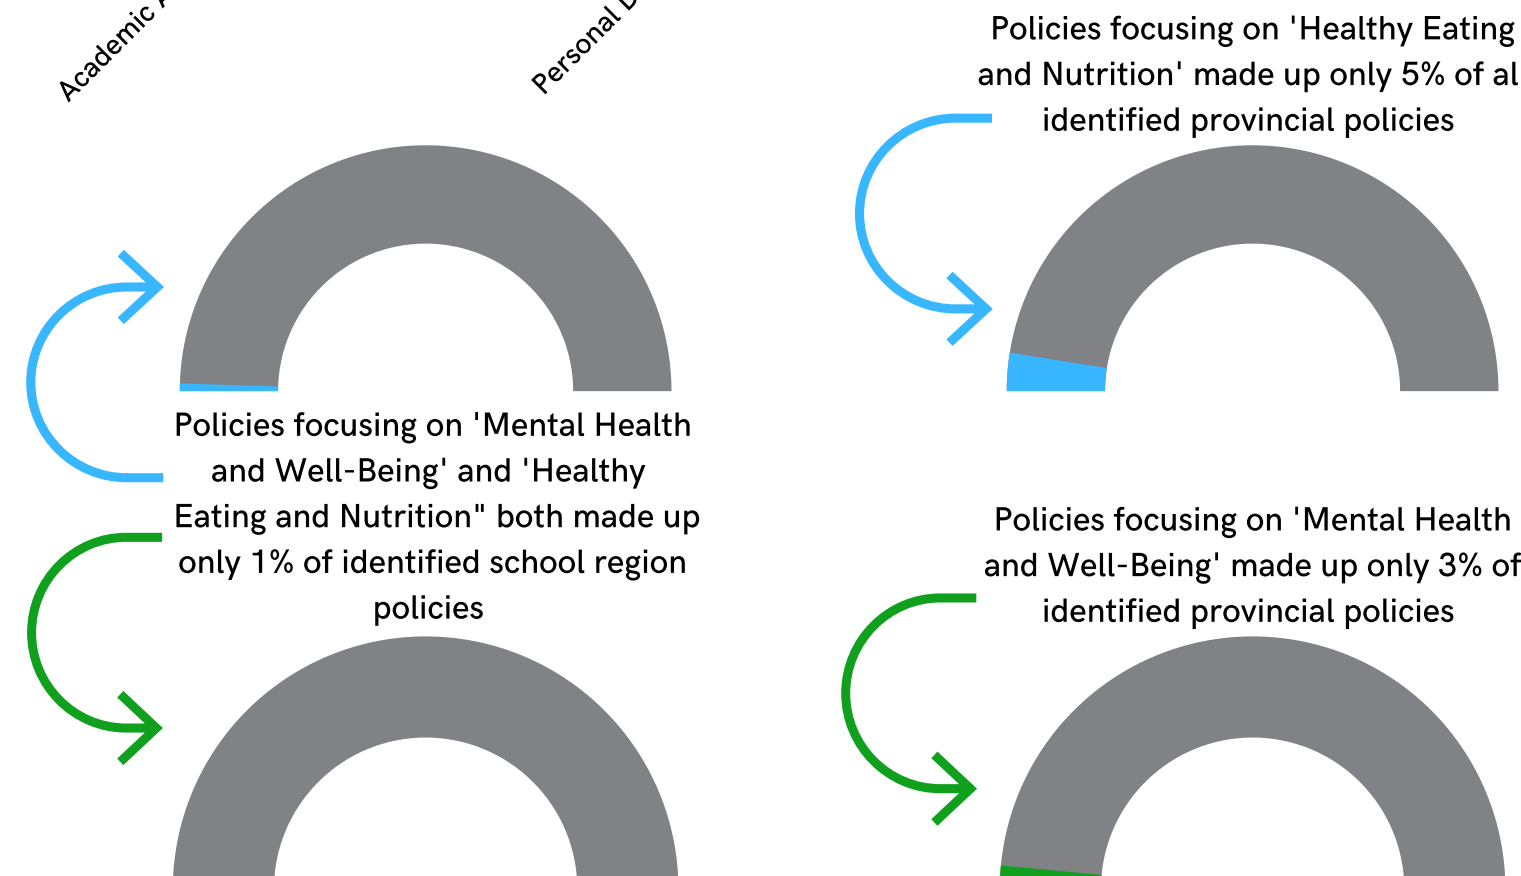 Academic
Personal
Policies focusing on 'Healthy Eating
and Nutrition' made up only 5% of al
identified provincial policies
Policies focusing on 'Mental Health
and Well-Being' and 'Healthy
Eating and Nutrition" both made up
only 1% of identified school region
policies
Policies focusing on 'Mental Health
and Well-Being' made up only 3% of
identified provincial policies